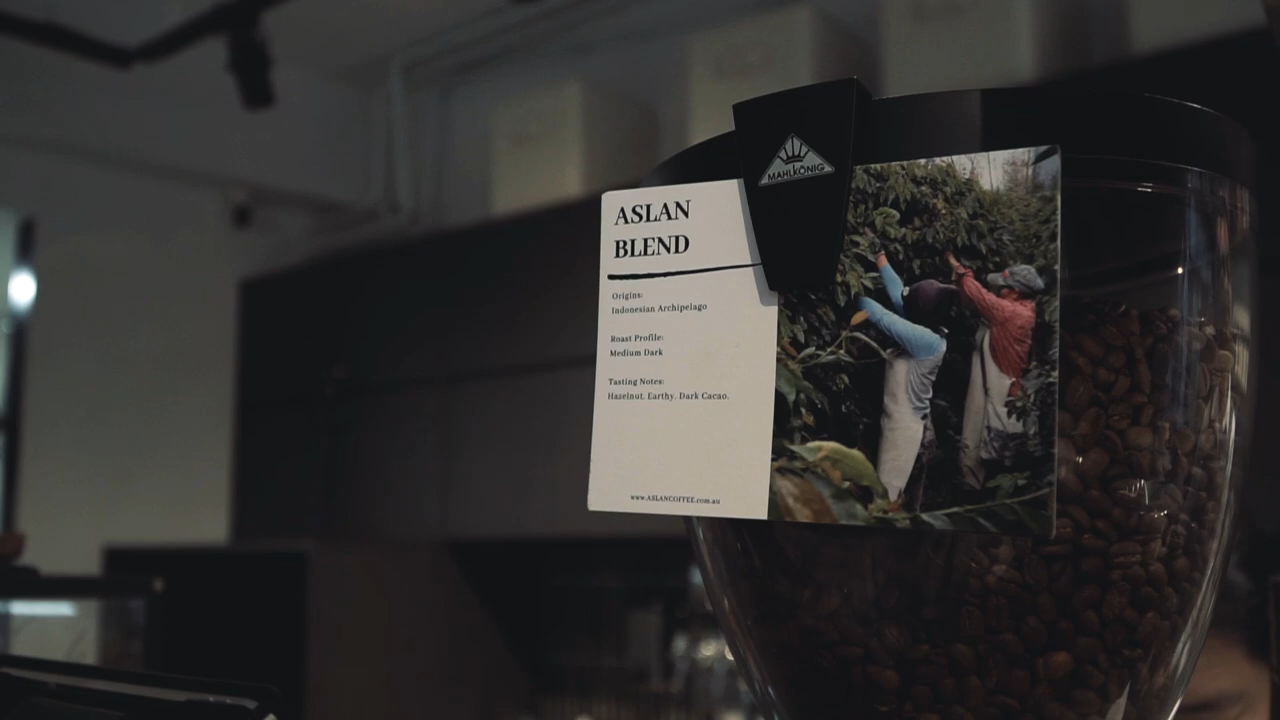 MAHLKÖNIG
ASLAN
BLEND
Origins:
Indonesian Archipelago
Roast Profile:
Medium Dark
Tasting Notes:
Hazelnut, Earthy, Dark Cacao.
www.ASLANCOFFEE.com.au